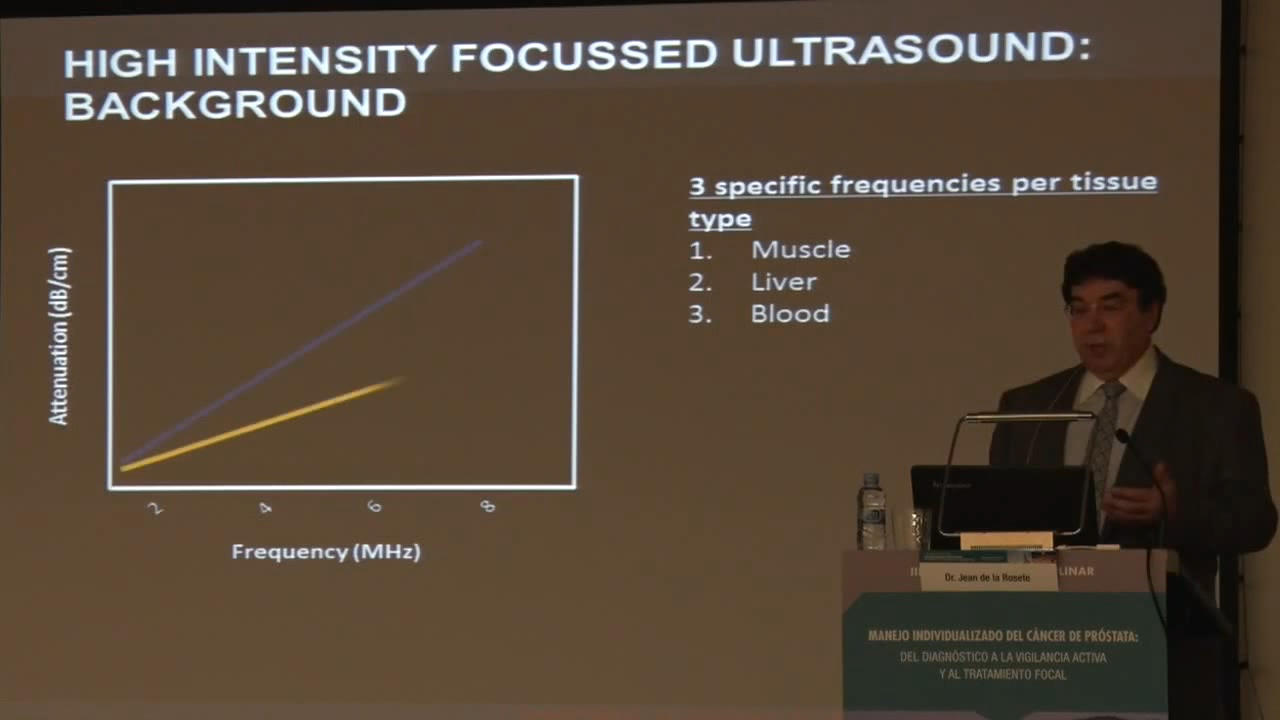 HIGH INTENSITY FOCUSSED ULTRASOUND:
BACKGROUND
3 specific frequencies per tissue
type
1. Muscle
2. Liver
3. Blood
Attenuation (dB/cm)
2 4 6 8
Frequency (MHz)
Dr. Jean de la Rosete
MANEJO INDIVIDUALIZADO DEL CÀNCER DE PRÓSTATA:
DEL DIAGNÓSTICO A LA VIGILANCIA ACTIVA
Y AL TRATAMIENTO FOCAL